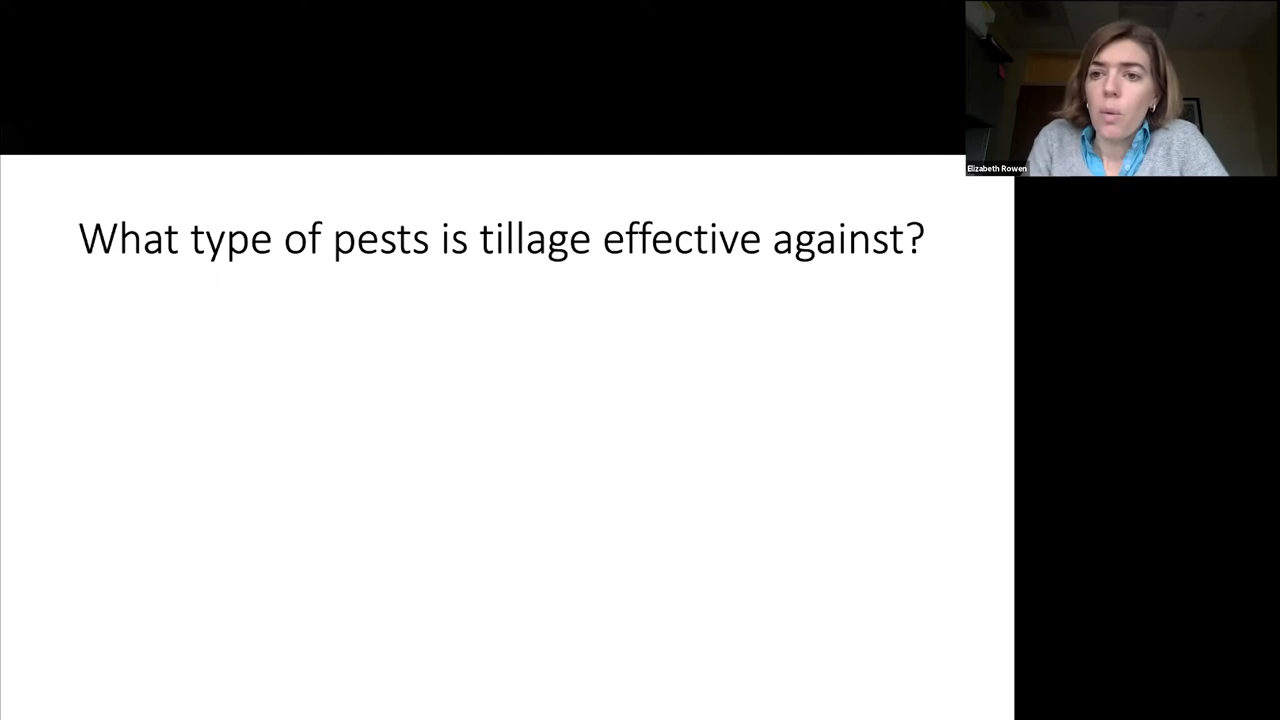 Elizabeth Rowen
What type of pests is tillage effective against?